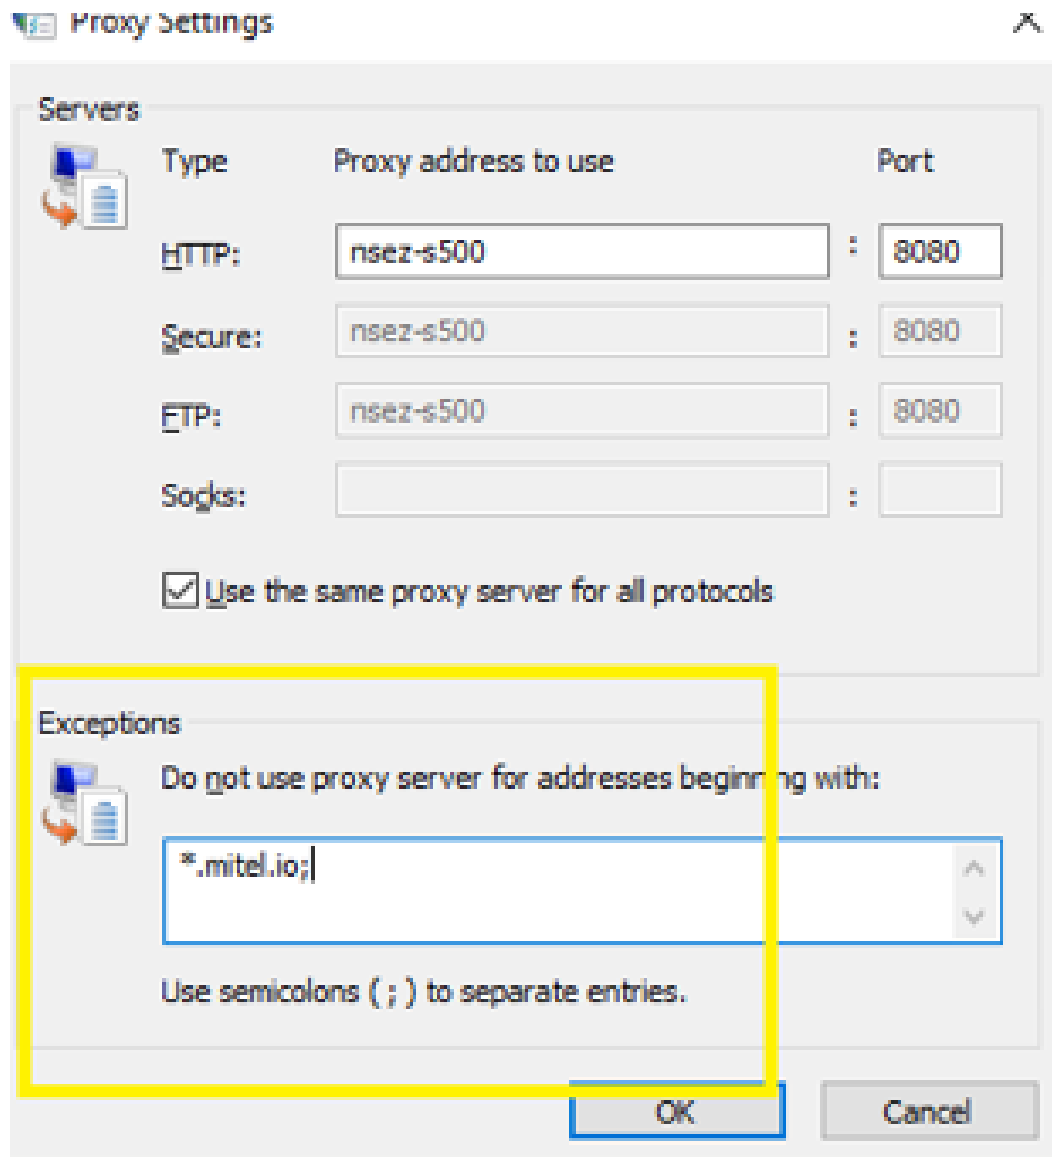 Proxy Settings
Servers
Type Proxy address to use Port
HTTP: nsez-s500 : 8080
Secure: nsez-s500 : 8080
FTP: nsez-s500 : 8080
Socks: :
Use the same proxy server for all protocols
Exceptions
Do not use proxy server for addresses beginning with:
*.mitel.io;
Use semicolons ( ; ) to separate entries.
OK Cancel